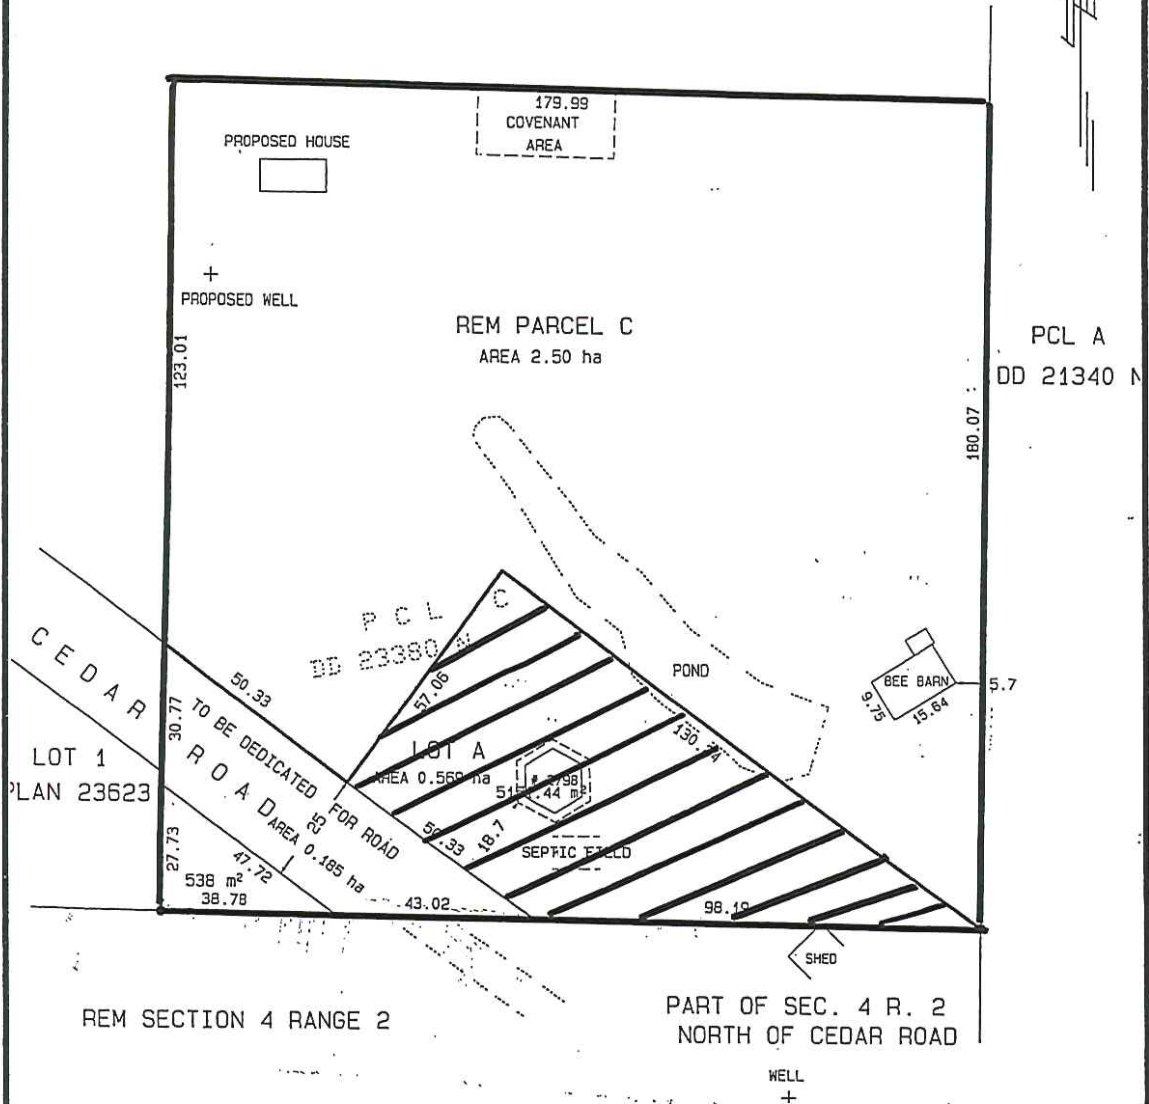 179.99
COVENANT
AREA
PROPOSED HOUSE
PROPOSED WELL
123.01
REM PARCEL C
AREA 2.50 ha
PCL A
DD 21340 N
180.07
PCL C
DD 23380 N
57.06
POND
BEE BARN
5.7
9.75
15.64
CEDAR ROAD
50.33
30.77
TO BE DEDICATED FOR ROAD
AREA 0.185 ha
LOT 1
PLAN 23623
LOT A
AREA 0.569 ha
130.74
25
50.33
18.7
SEPTIC FIELD
27.73
47.72
538 m²
38.78
43.02
98.19
SHED
REM SECTION 4 RANGE 2
PART OF SEC. 4 R. 2
NORTH OF CEDAR ROAD
WELL